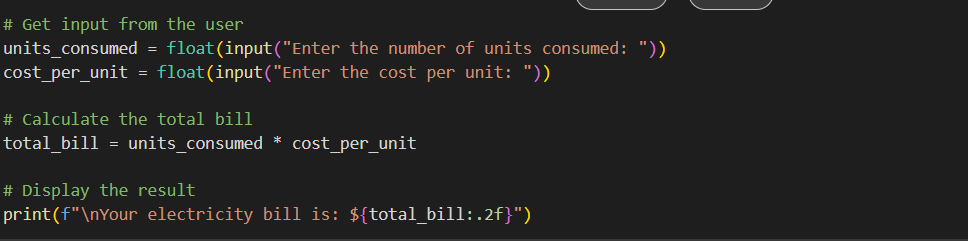 # Get input from the user
units_consumed = float(input("Enter the number of units consumed: "))
cost_per_unit = float(input("Enter the cost per unit: "))
# Calculate the total bill
total_bill = units_consumed * cost_per_unit
# Display the result
print(f"\nYour electricity bill is: ${total_bill:.2f}")